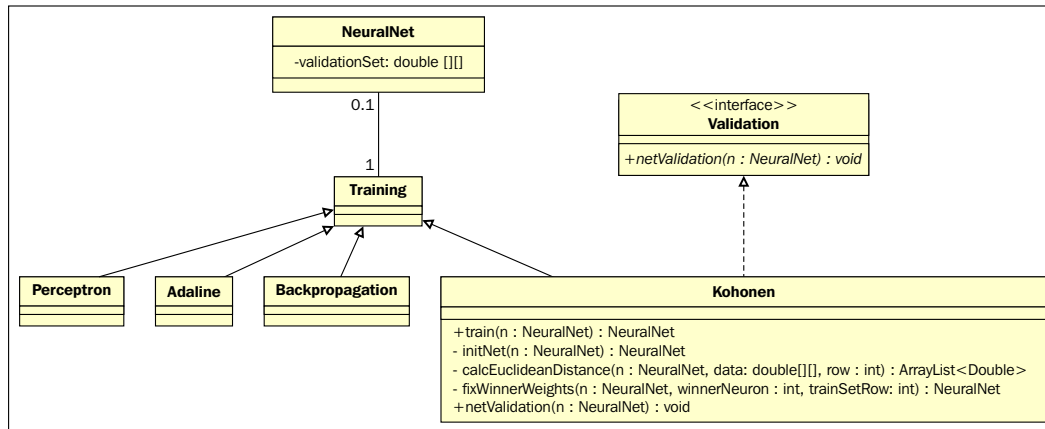 NeuralNet
-validationSet: double [][]
0.1
1
Training
<<interface>>
Validation
+netValidation(n : NeuralNet) : void
Perceptron
Adaline
Backpropagation
Kohonen
+train(n : NeuralNet) : NeuralNet
- initNet(n : NeuralNet) : NeuralNet
- calcEuclideanDistance(n : NeuralNet, data: double[][], row : int) : ArrayList<Double>
- fixWinnerWeights(n : NeuralNet, winnerNeuron : int, trainSetRow: int) : NeuralNet
+netValidation(n : NeuralNet) : void